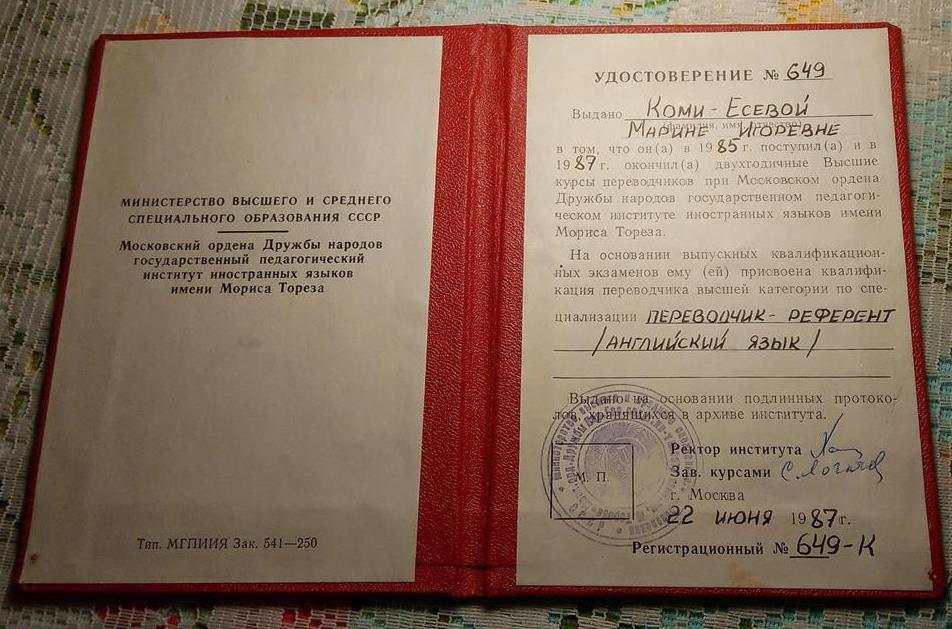 МИНИСТЕРСТВО ВЫСШЕГО И СРЕДНЕГО
СПЕЦИАЛЬНОГО ОБРАЗОВАНИЯ СССР
Московский ордена Дружбы народов
государственный педагогический
институт иностранных языков
имени Мориса Тореза
Тип. МГПИИЯ Зак. 541—250
УДОСТОВЕРЕНИЕ № 649
Выдано Коми-Есевой
(фамилия, имя, отчество)
Марине Игоревне
в том, что он(а) в 1985 г. поступил(а) и в
1987 г. окончил(а) двухгодичные Высшие
курсы переводчиков при Московском ордена
Дружбы народов государственном педагоги-
ческом институте иностранных языков имени
Мориса Тореза.
На основании выпускных квалификацион-
ных экзаменов ему (ей) присвоена квалифи-
кация переводчика высшей категории по спе-
циализации ПЕРЕВОДЧИК-РЕФЕРЕНТ
/АНГЛИЙСКИЙ ЯЗЫК/
Выдано на основании подлинных протоко-
лов, хранящихся в архиве института.
Ректор института
М. П.
Зав. курсами
г. Москва
22 ИЮНЯ 1987 г.
Регистрационный № 649-К